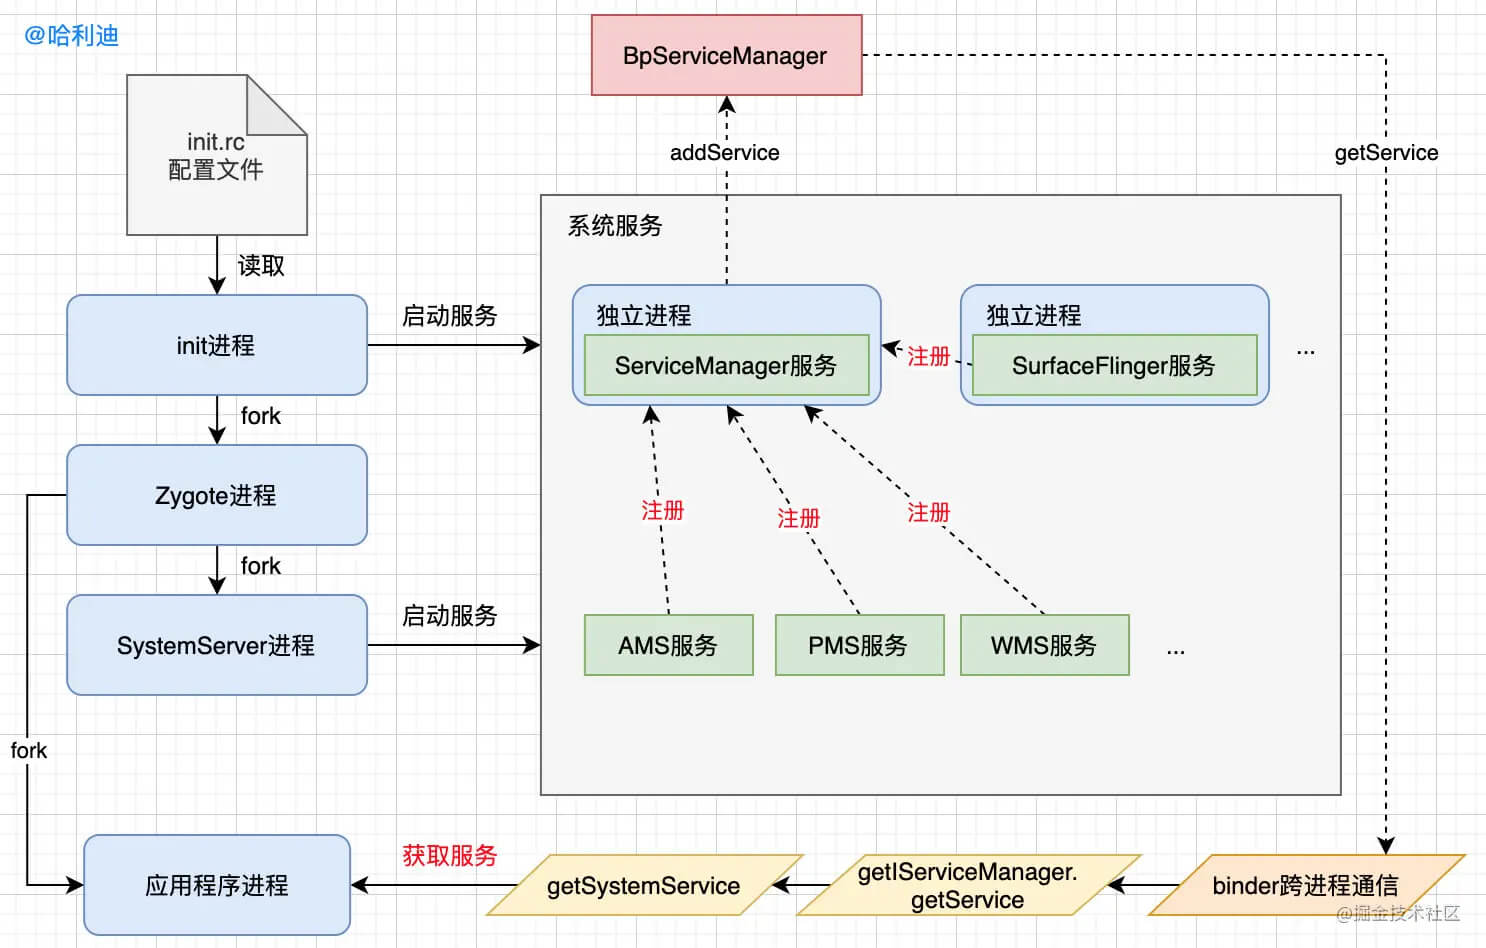 @哈利迪
BpServiceManager
init.rc
配置文件
addService
getService
系统服务
读取
init进程
启动服务
独立进程
ServiceManager服务
注册
独立进程
SurfaceFlinger服务
...
fork
Zygote进程
注册
注册
注册
fork
SystemServer进程
启动服务
AMS服务
PMS服务
WMS服务
...
fork
应用程序进程
获取服务
getSystemService
getIServiceManager.
getService
binder跨进程通信
@掘金技术社区